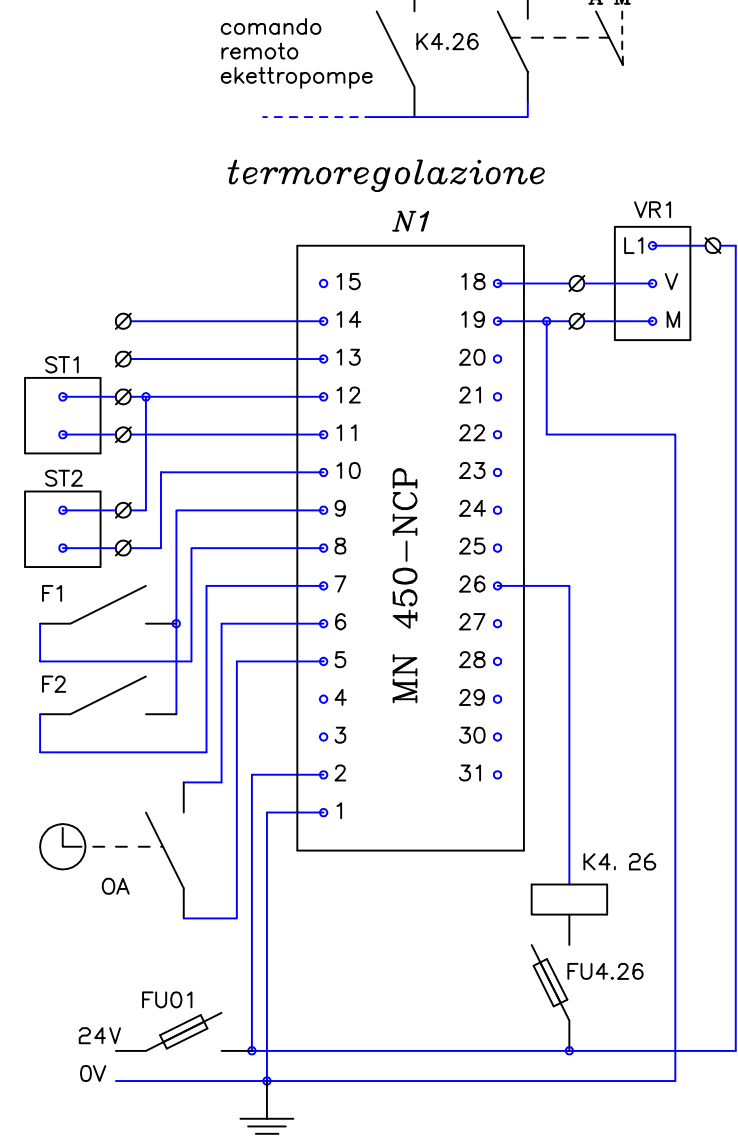 A M
comando
remoto
ekettropompe
K4.26
termoregolazione
N1
VR1
L1
V
M
15
14
13
12
11
10
9
8
7
6
5
4
3
2
1
18
19
20
21
22
23
24
25
26
27
28
29
30
31
MN 450-NCP
ST1
ST2
F1
F2
OA
K4. 26
FU4.26
FU01
24V
0V